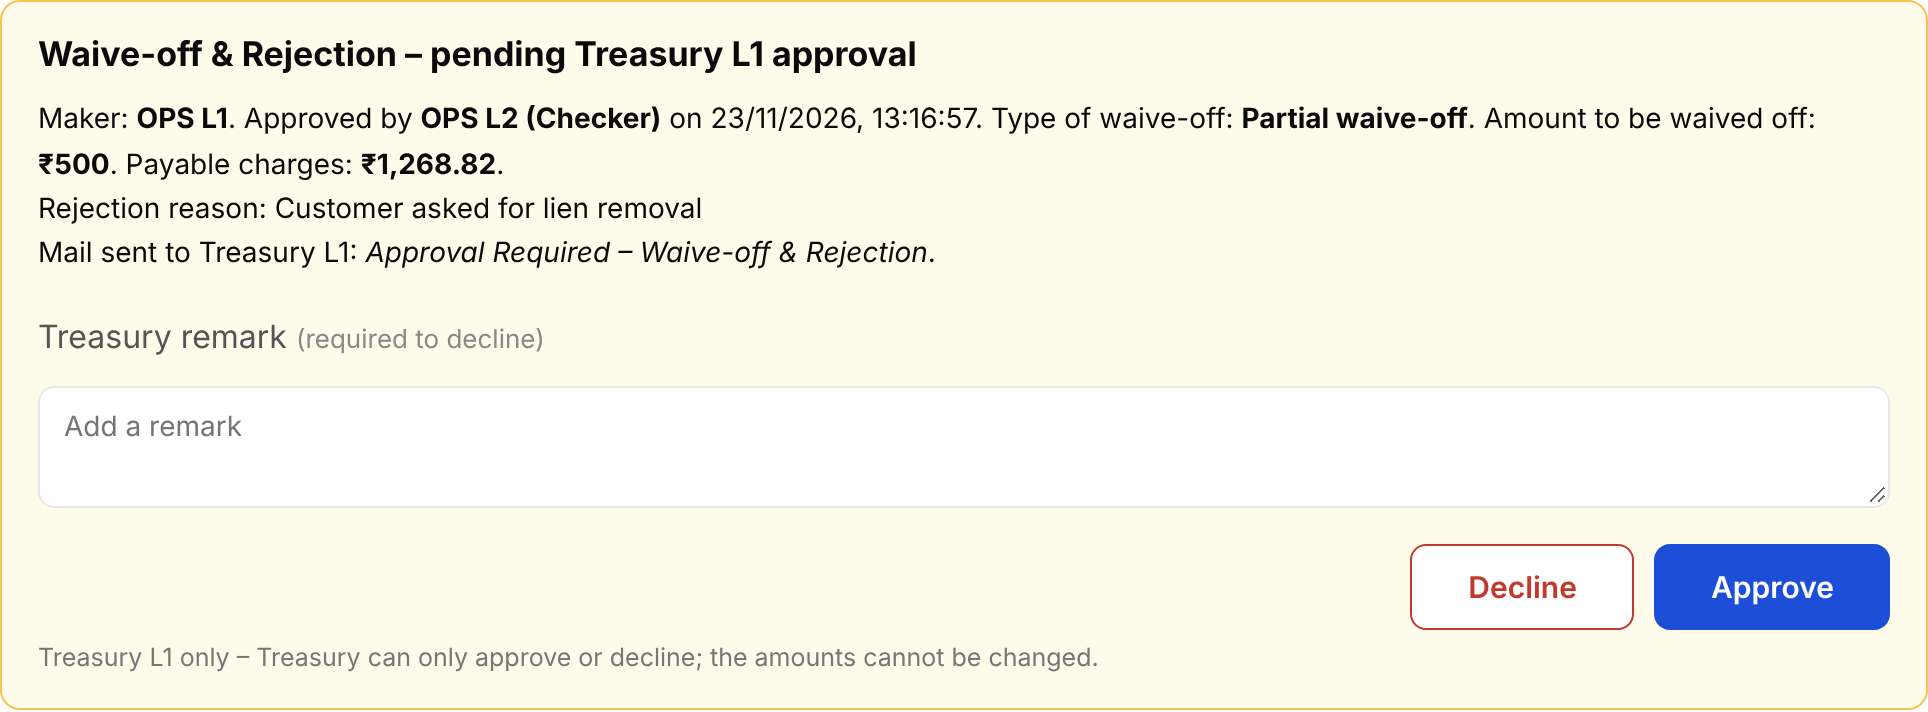 Waive-off & Rejection – pending Treasury L1 approval
Maker: OPS L1. Approved by OPS L2 (Checker) on 23/11/2026, 13:16:57. Type of waive-off: Partial waive-off. Amount to be waived off:
₹500. Payable charges: ₹1,268.82.
Rejection reason: Customer asked for lien removal
Mail sent to Treasury L1: Approval Required – Waive-off & Rejection.
Treasury remark (required to decline)
Add a remark
Decline Approve
Treasury L1 only – Treasury can only approve or decline; the amounts cannot be changed.